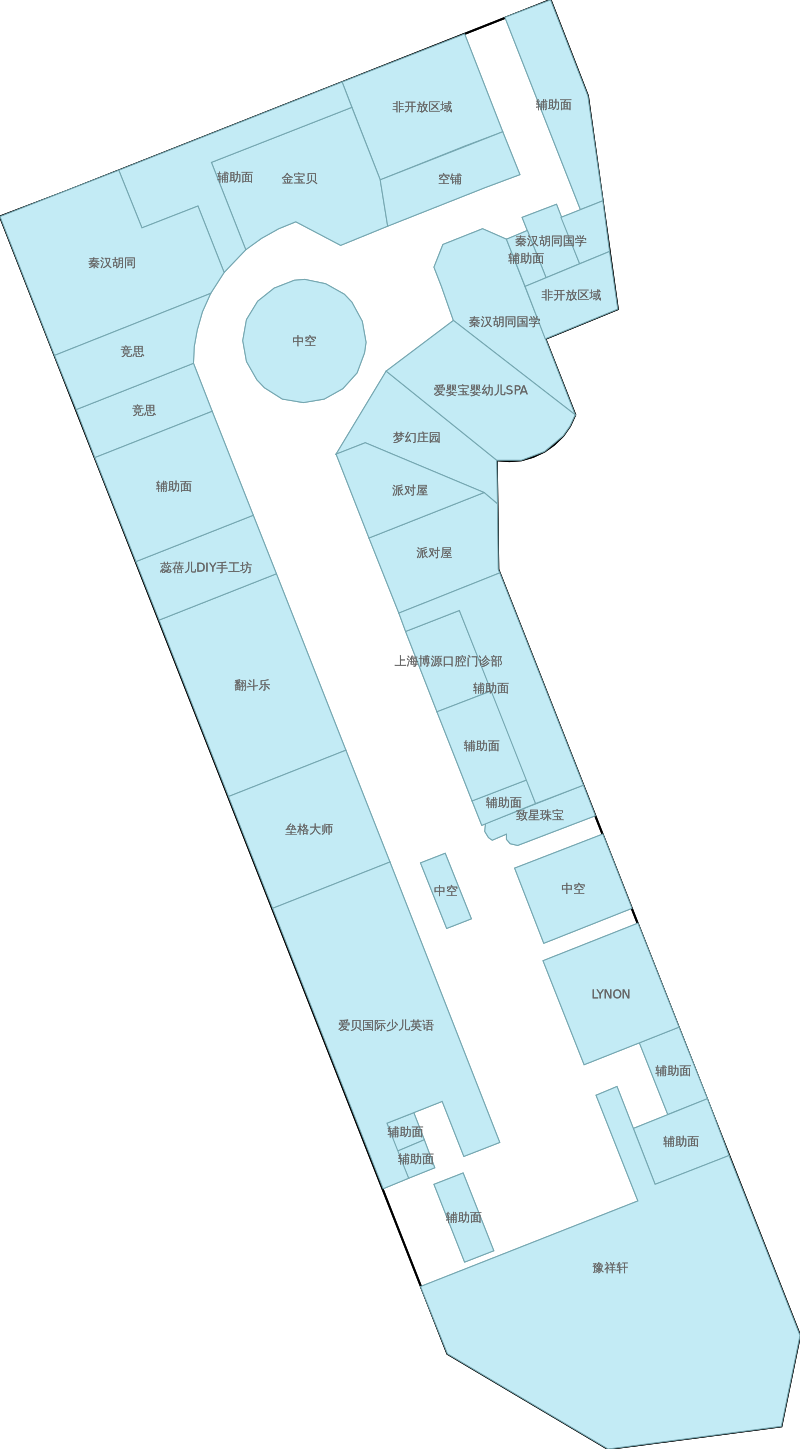 辅助面
非开放区域
辅助面
金宝贝
空铺
秦汉胡同国学
辅助面
秦汉胡同
非开放区域
秦汉胡同国学
中空
竞思
爱婴宝婴幼儿SPA
竞思
梦幻庄园
辅助面
派对屋
派对屋
蕊蓓儿DIY手工坊
上海博源口腔门诊部
翻斗乐
辅助面
辅助面
辅助面
致星珠宝
垒格大师
中空
中空
LYNON
爱贝国际少儿英语
辅助面
辅助面
辅助面
辅助面
辅助面
豫祥轩